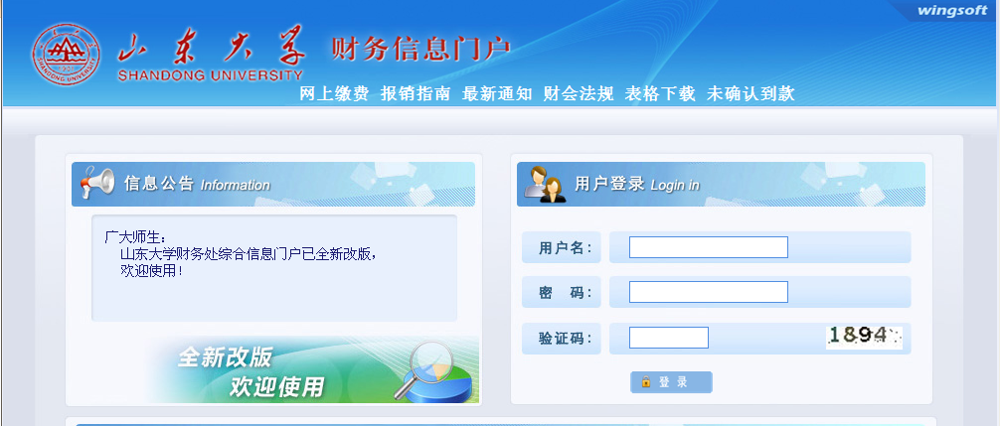 wingsoft
山东大学 财务信息门户
SHANDONG UNIVERSITY
网上缴费 报销指南 最新通知 财会法规 表格下载 未确认到款
信息公告 Information
广大师生：
山东大学财务处综合信息门户已全新改版，
欢迎使用！
全新改版
欢迎使用
用户登录 Login in
用户名：
密 码：
验证码：
1894
登 录